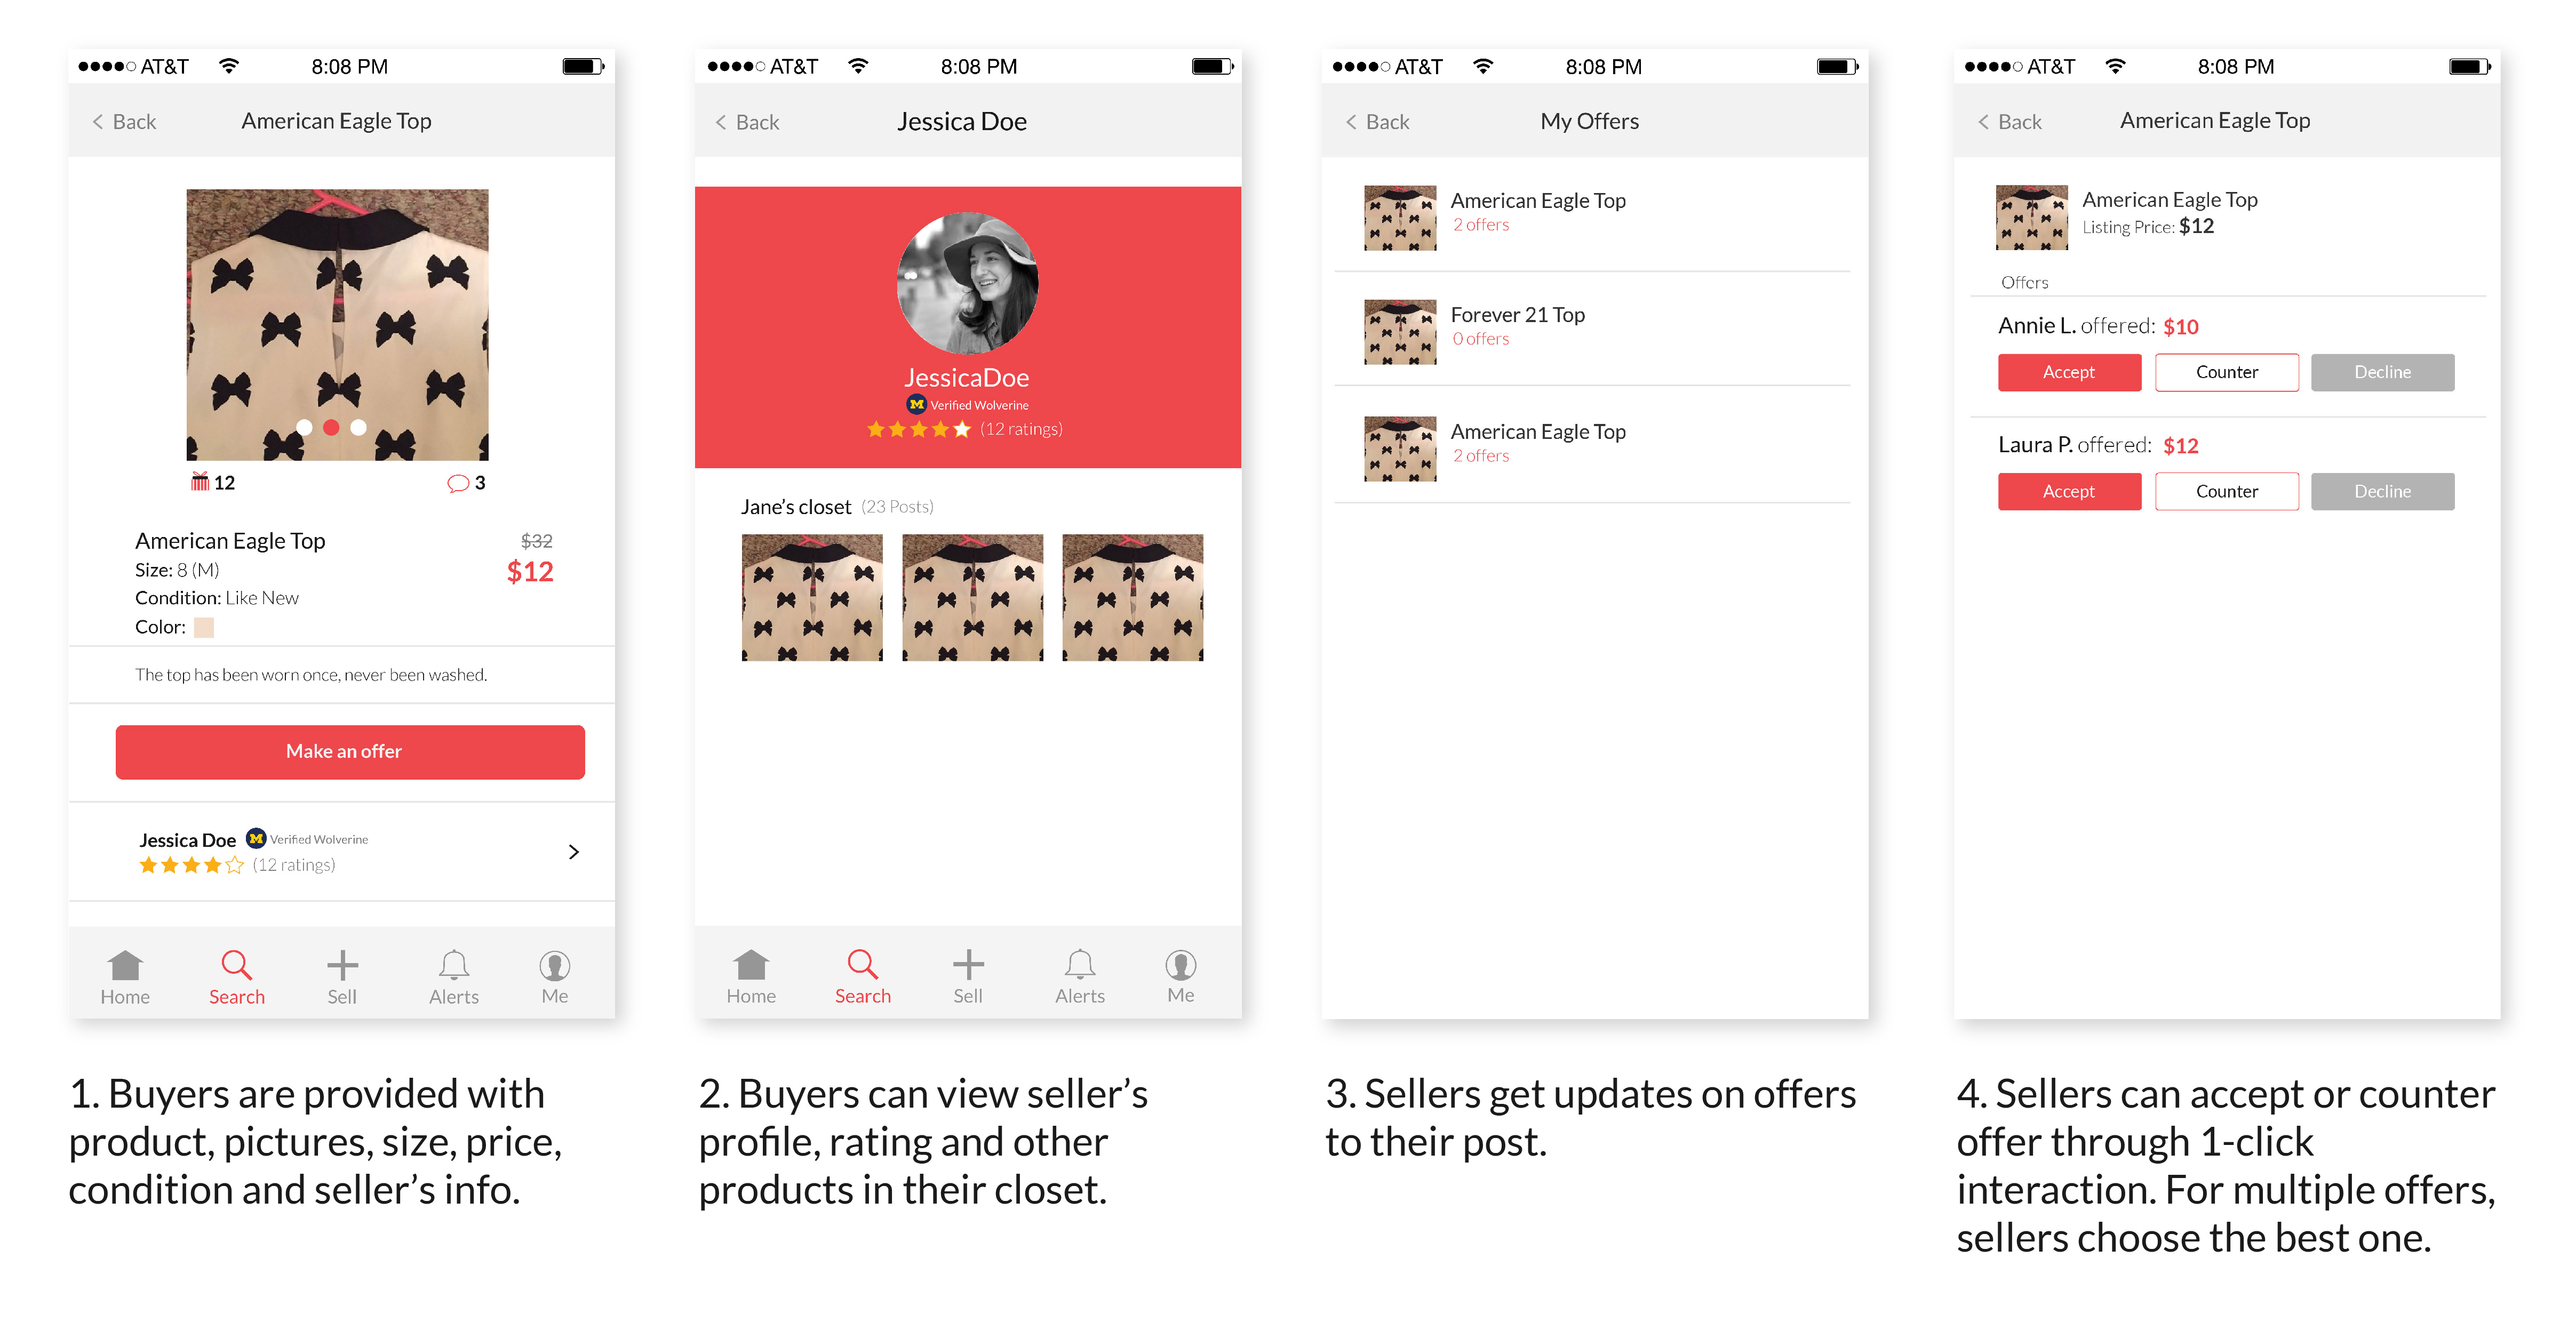 AT&T 8:08 PM
Back American Eagle Top
12 3
American Eagle Top $32
Size: 8 (M) $12
Condition: Like New
Color:
The top has been worn once, never been washed.
Make an offer
Jessica Doe M Verified Wolverine
(12 ratings)
Home Search Sell Alerts Me
1. Buyers are provided with
product, pictures, size, price,
condition and seller’s info.
AT&T 8:08 PM
Back Jessica Doe
JessicaDoe
M Verified Wolverine
(12 ratings)
Jane’s closet (23 Posts)
Home Search Sell Alerts Me
2. Buyers can view seller’s
profile, rating and other
products in their closet.
AT&T 8:08 PM
Back My Offers
American Eagle Top
2 offers
Forever 21 Top
0 offers
American Eagle Top
2 offers
3. Sellers get updates on offers
to their post.
AT&T 8:08 PM
Back American Eagle Top
American Eagle Top
Listing Price: $12
Offers
Annie L. offered: $10
Accept Counter Decline
Laura P. offered: $12
Accept Counter Decline
4. Sellers can accept or counter
offer through 1-click
interaction. For multiple offers,
sellers choose the best one.